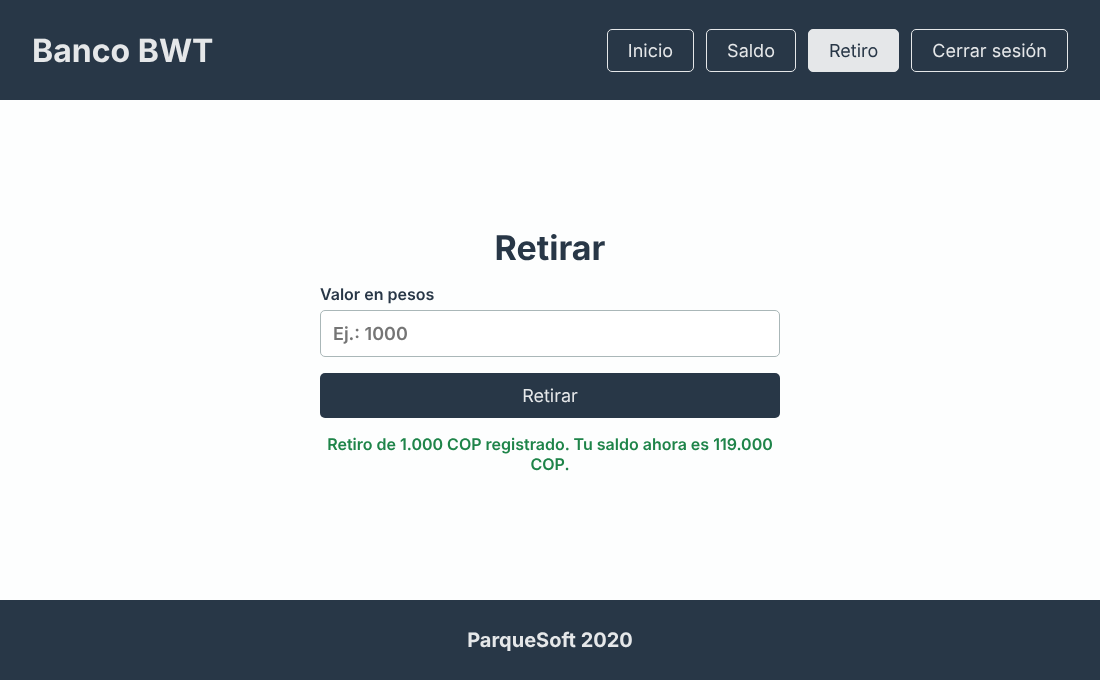 Banco BWT
Inicio
Saldo
Retiro
Cerrar sesión
Retirar
Valor en pesos
Ej.: 1000
Retirar
Retiro de 1.000 COP registrado. Tu saldo ahora es 119.000
COP.
ParqueSoft 2020